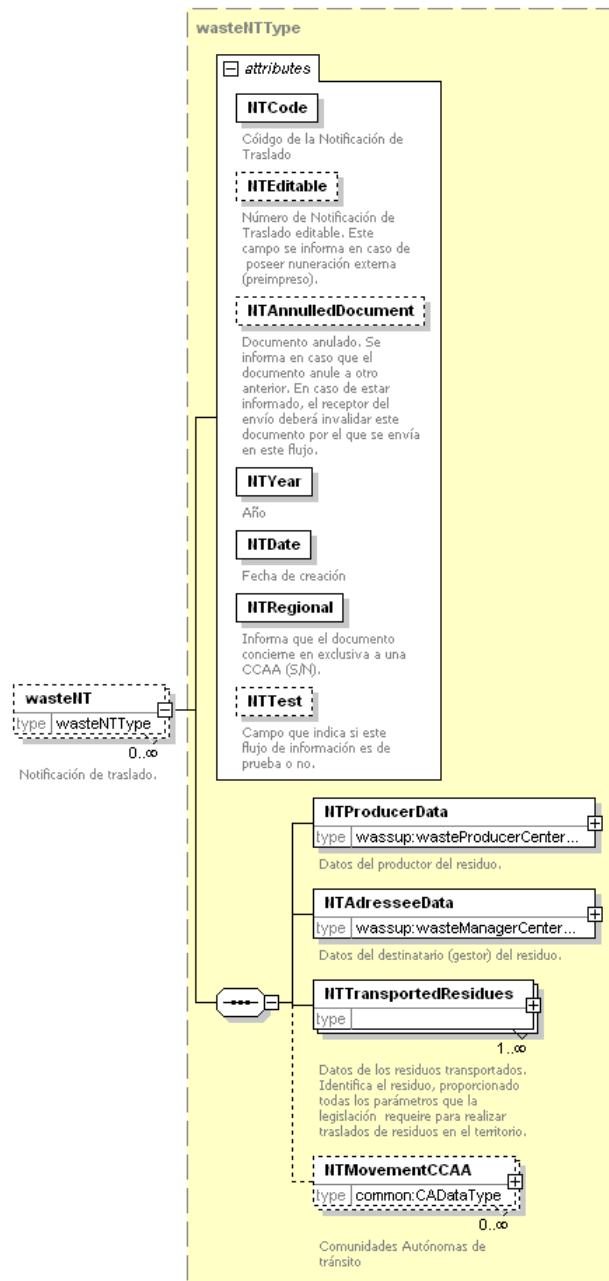 wasteNTType
attributes
NTCode
Cóidgo de la Notificación de
Traslado
NTEditable
Número de Notificación de
Traslado editable. Este
campo se informa en caso de
poseer nuneración externa
(preimpreso).
NTAnnulledDocument
Documento anulado. Se
informa en caso que el
documento anule a otro
anterior. En caso de estar
informado, el receptor del
envío deberá invalidar este
documento por el que se envía
en este flujo.
NTYear
Año
NTDate
Fecha de creación
NTRegional
Informa que el documento
concierne en exclusiva a una
CCAA (S/N).
NTTest
Campo que indica si este
flujo de información es de
prueba o no.
wasteNT
type wasteNTType
0..∞
Notificación de traslado.
NTProducerData
type wassup:wasteProducerCenter...
Datos del productor del residuo.
NTAdresseeData
type wassup:wasteManagerCenter...
Datos del destinatario (gestor) del residuo.
NTTransportedResidues
type
1..∞
Datos de los residuos transportados.
Identifica el residuo, proporcionado
todas los parámetros que la
legislación requeire para realizar
traslados de residuos en el territorio.
NTMovementCCAA
type common:CADataType
0..∞
Comunidades Autónomas de
tránsito